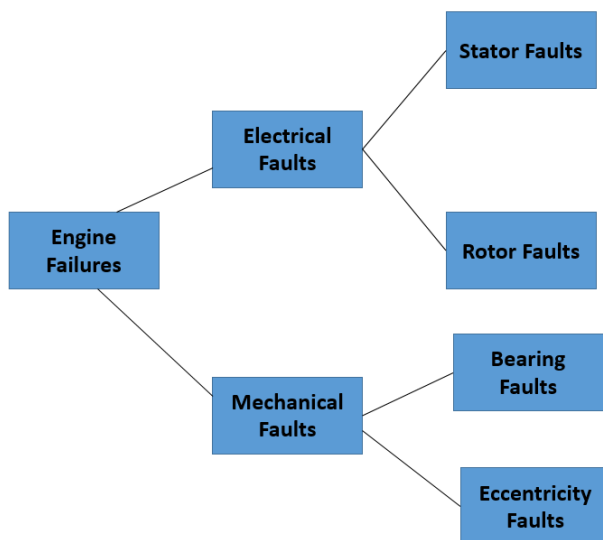 Stator Faults
Electrical
Faults
Engine
Failures
Rotor Faults
Bearing
Faults
Mechanical
Faults
Eccentricity
Faults